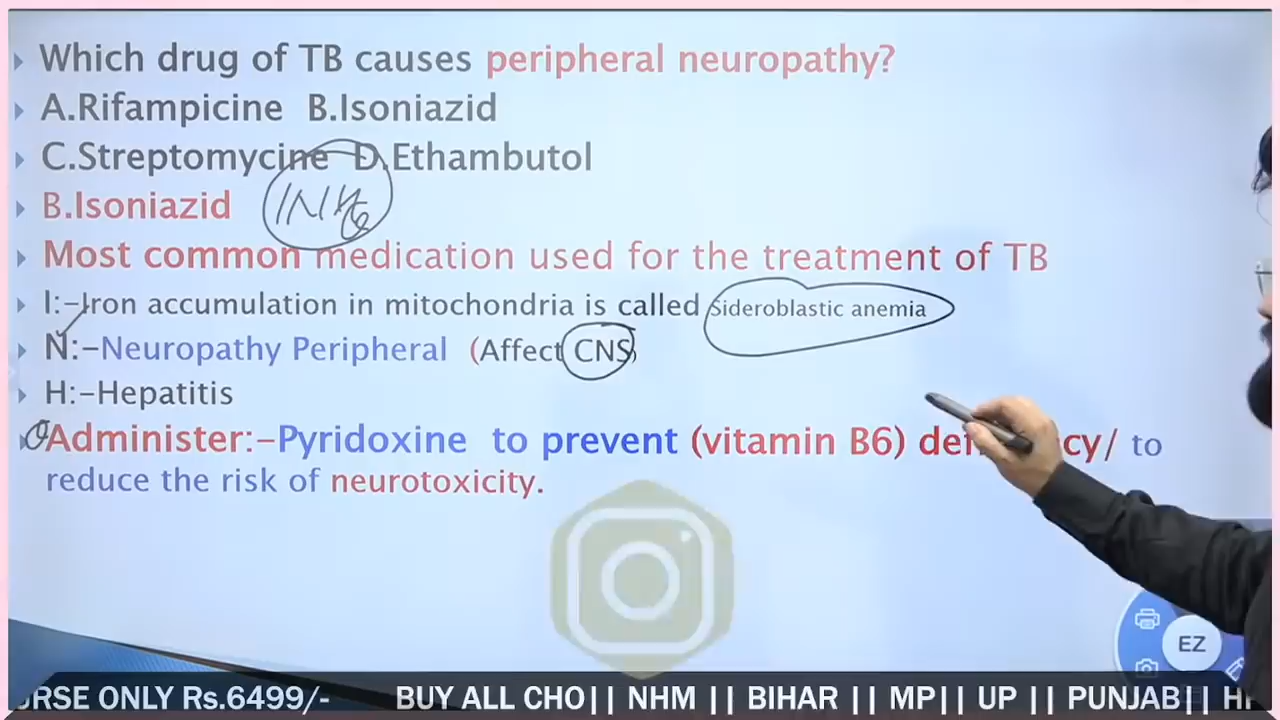 Which drug of TB causes peripheral neuropathy?
A.Rifampicine B.Isoniazid
C.Streptomycine D.Ethambutol
B.Isoniazid INH
Most common medication used for the treatment of TB
I:-Iron accumulation in mitochondria is called Sideroblastic anemia
N:-Neuropathy Peripheral (Affect CNS)
H:-Hepatitis
Administer:-Pyridoxine to prevent (vitamin B6) def cy/ to
reduce the risk of neurotoxicity.
EZ
URSE ONLY Rs.6499/- BUY ALL CHO|| NHM || BIHAR || MP|| UP || PUNJAB|| H